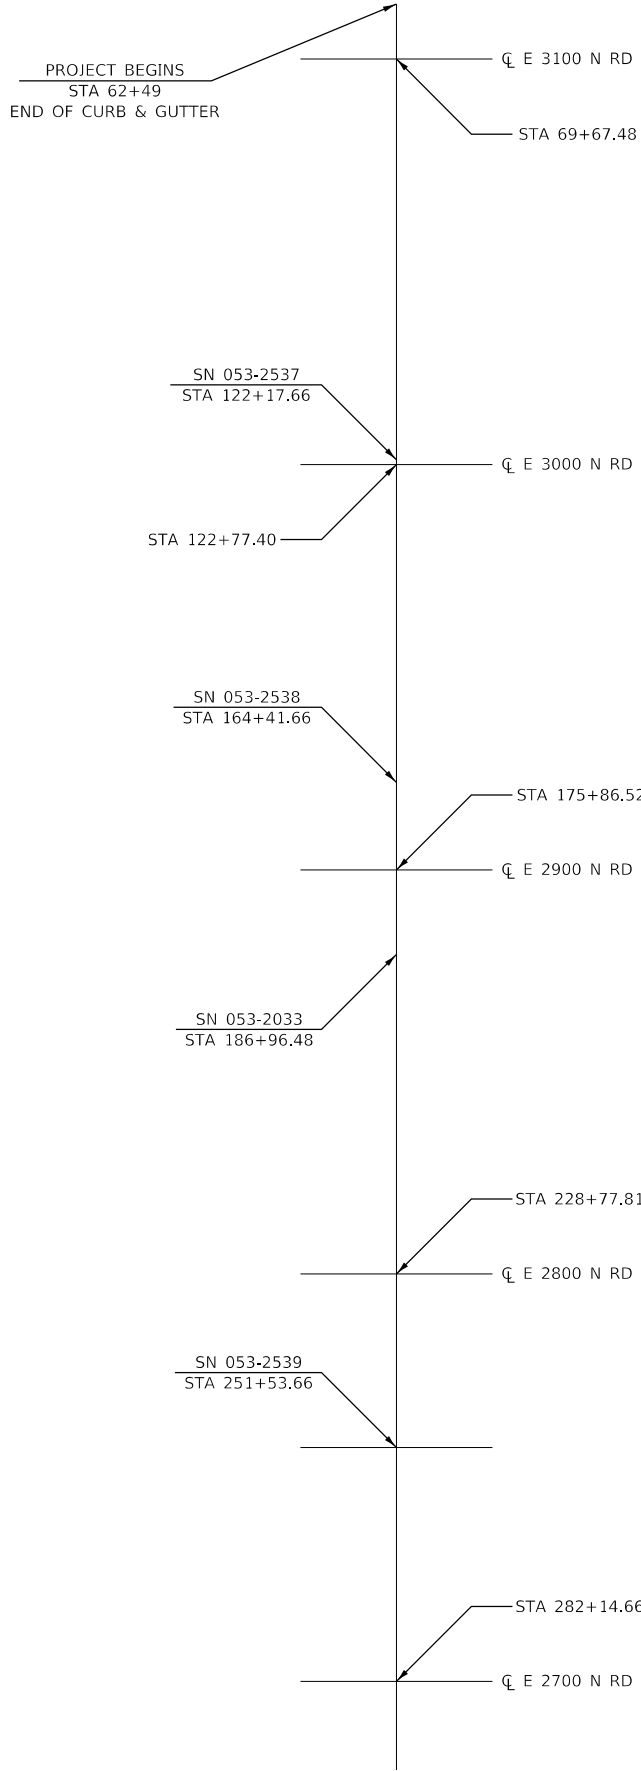 PROJECT BEGINS
STA 62+49
END OF CURB & GUTTER
℄ E 3100 N RD
STA 69+67.48
SN 053-2537
STA 122+17.66
℄ E 3000 N RD
STA 122+77.40
SN 053-2538
STA 164+41.66
STA 175+86.52
℄ E 2900 N RD
SN 053-2033
STA 186+96.48
STA 228+77.81
℄ E 2800 N RD
SN 053-2539
STA 251+53.66
STA 282+14.66
℄ E 2700 N RD